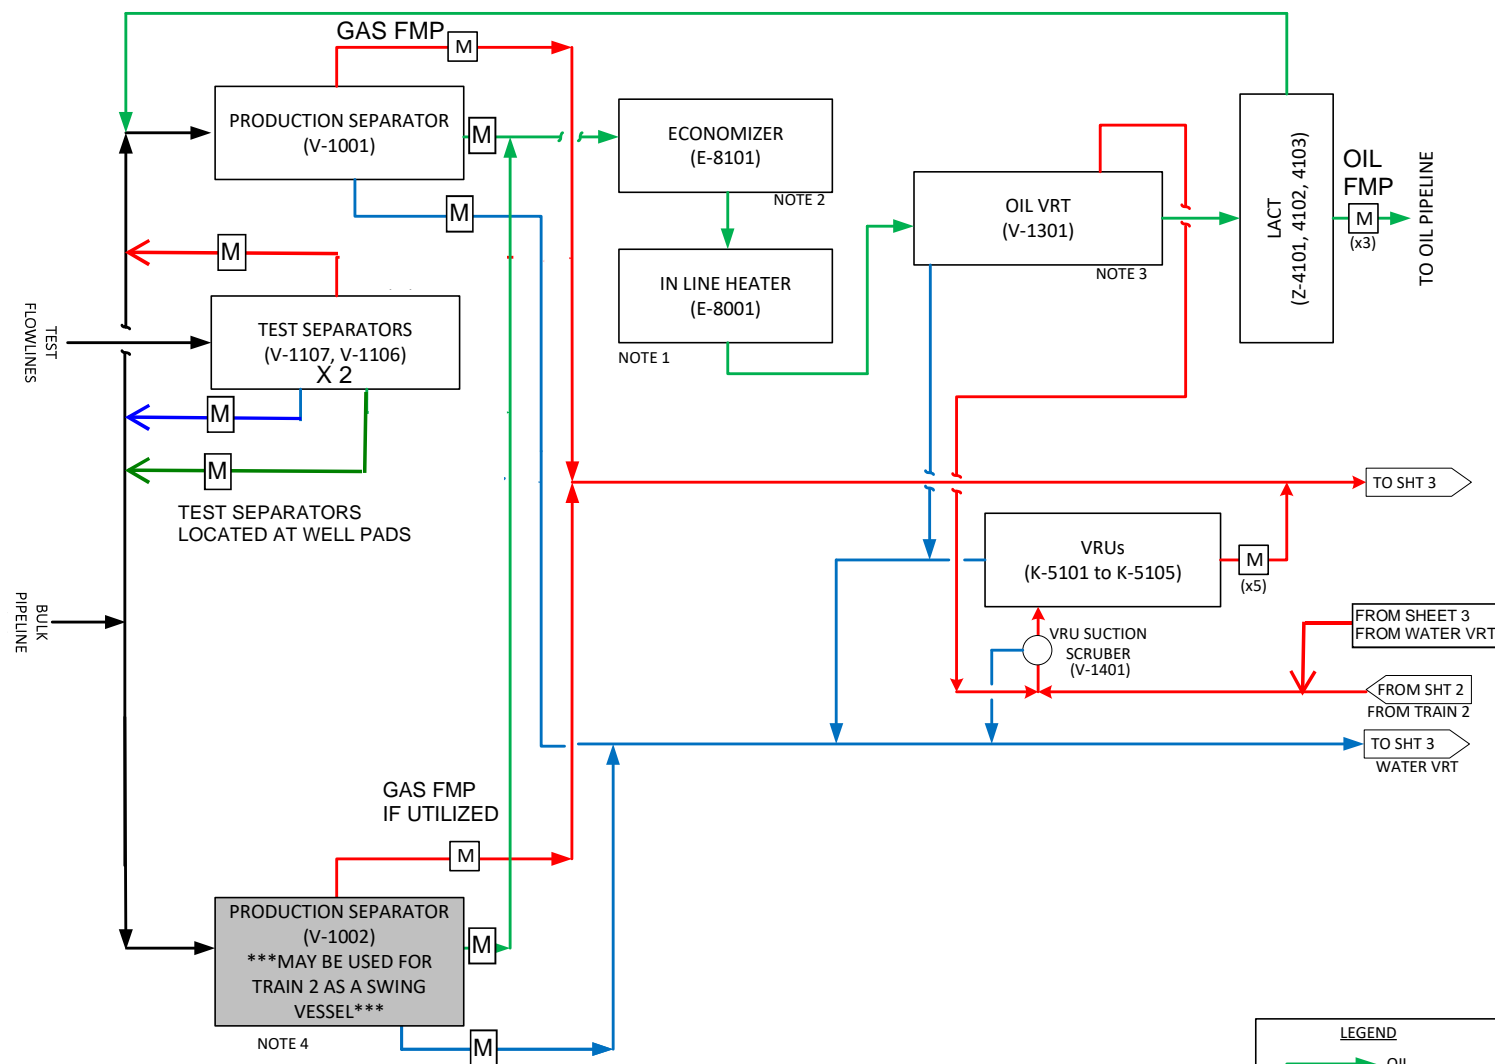 GAS FMP
M
PRODUCTION SEPARATOR
(V-1001)
M
M
ECONOMIZER
(E-8101)
NOTE 2
IN LINE HEATER
(E-8001)
NOTE 1
OIL VRT
(V-1301)
NOTE 3
LACT
(Z-4101, 4102, 4103)
OIL
FMP
M
(x3)
TO OIL PIPELINE
M
TEST
FLOWLINES
TEST SEPARATORS
(V-1107, V-1106)
X 2
M
M
TEST SEPARATORS
LOCATED AT WELL PADS
TO SHT 3
VRUs
(K-5101 to K-5105)
M
(x5)
BULK
PIPELINE
VRU SUCTION
SCRUBER
(V-1401)
FROM SHEET 3
FROM WATER VRT
FROM SHT 2
FROM TRAIN 2
TO SHT 3
WATER VRT
GAS FMP
IF UTILIZED
M
PRODUCTION SEPARATOR
(V-1002)
***MAY BE USED FOR
TRAIN 2 AS A SWING
VESSEL***
M
NOTE 4
M
LEGEND
OIL